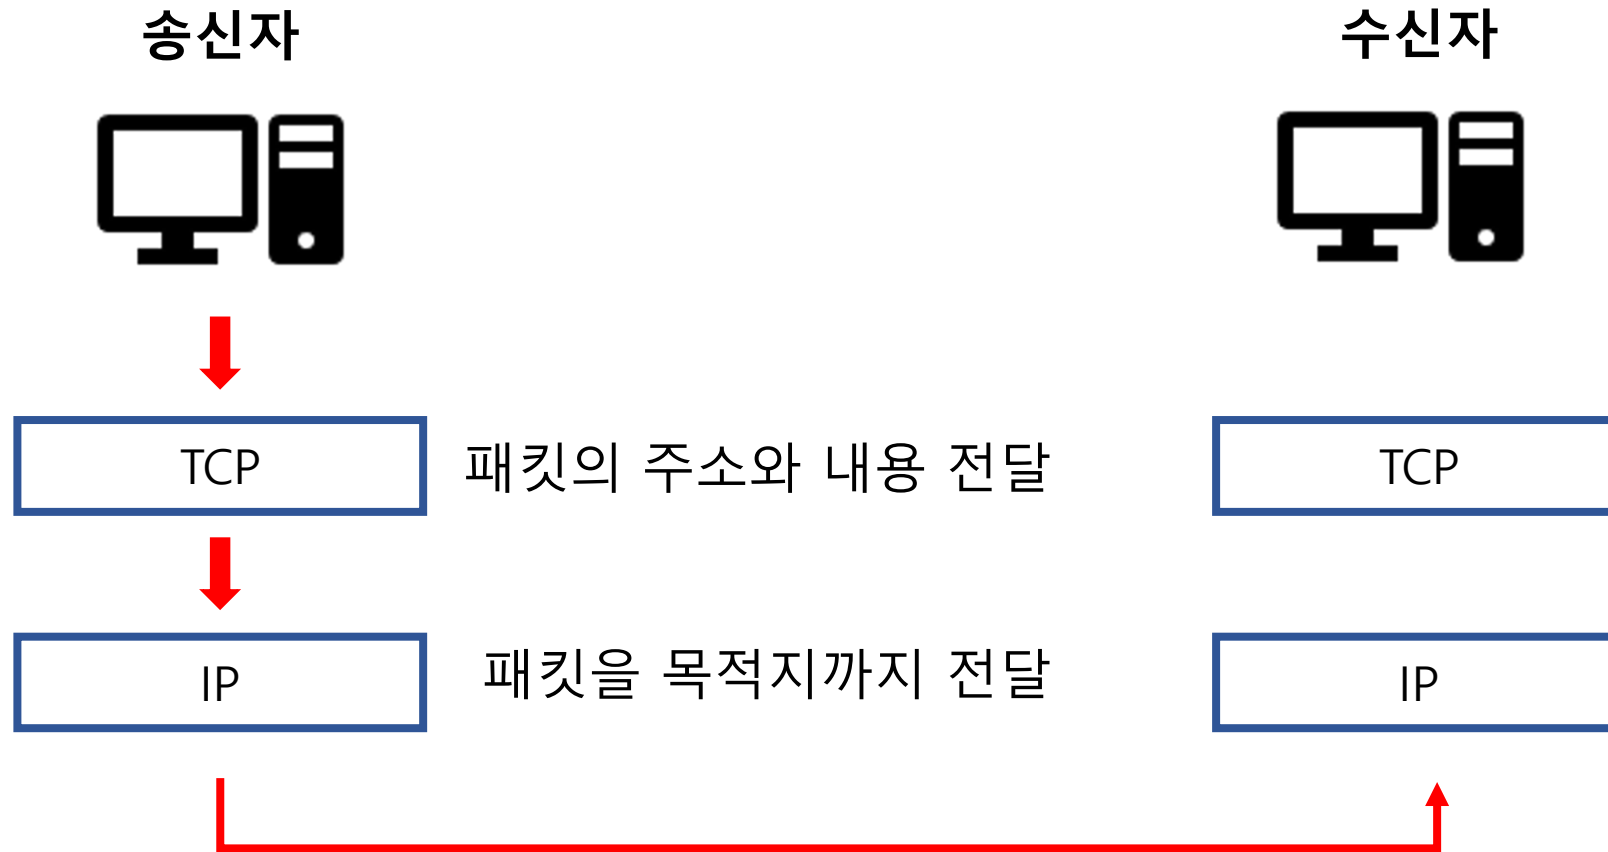 송신자
수신자
TCP
패킷의 주소와 내용 전달
TCP
IP
패킷을 목적지까지 전달
IP